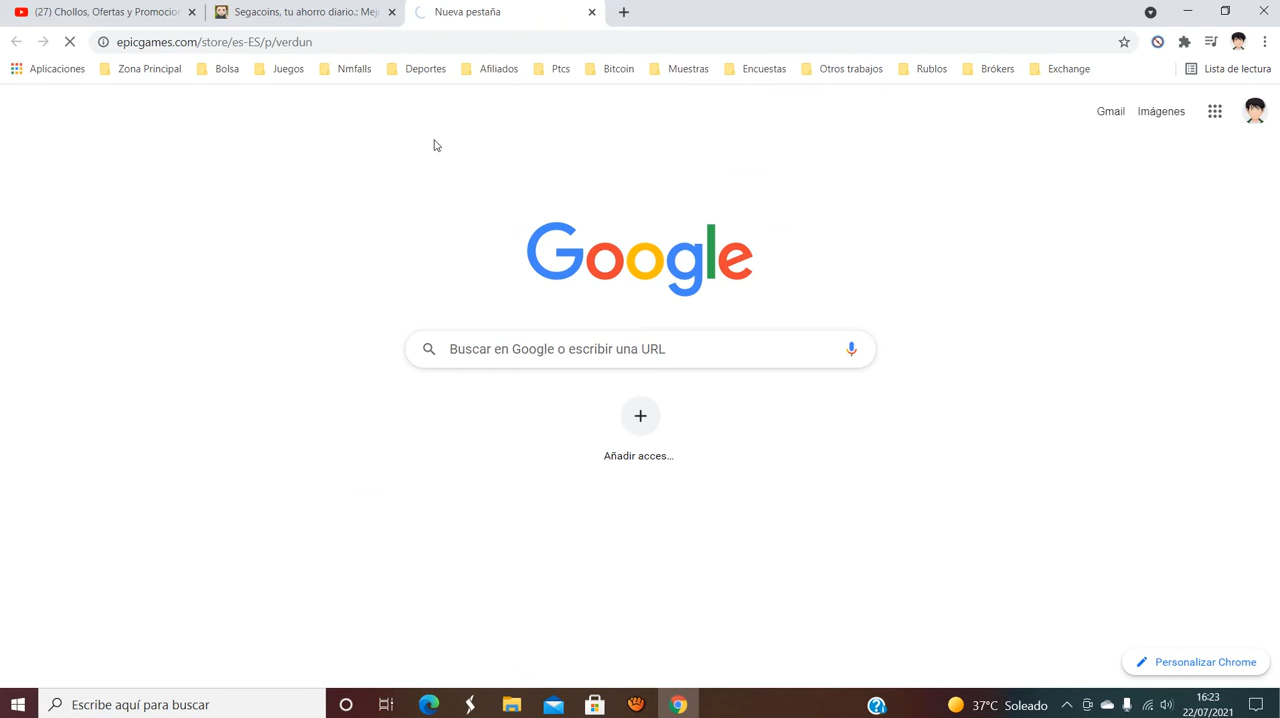 (27) Chollos, Ofertas y Promocion
Segacoins, tu ahorro diario.: Mej
Nueva pestaña
epicgames.com/store/es-ES/p/verdun
Aplicaciones Zona Principal Bolsa Juegos Nmfalls Deportes Afiliados Ptcs Bitcoin Muestras Encuestas Otros trabajos Rublos Brókers Exchange Lista de lectura
Gmail Imágenes
Google
Buscar en Google o escribir una URL
Añadir acces...
Personalizar Chrome
Escribe aquí para buscar
37°C Soleado
16:23
22/07/2021